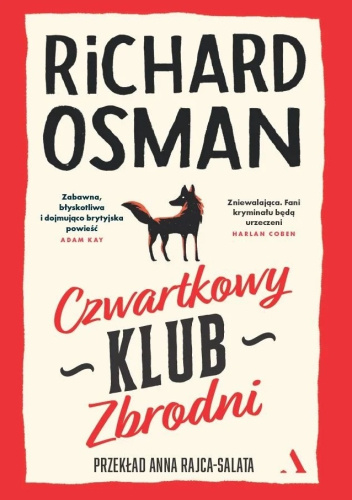 RiCHARD
OSMAN
Zabawna,
błyskotliwa
i dojmująco brytyjska
powieść
ADAM KAY
Zniewalająca. Fani
kryminału będą
urzeczeni
HARLAN COBEN
Czwartkowy
~ KLUB ~
Zbrodni
PRZEKŁAD ANNA RAJCA-SALATA